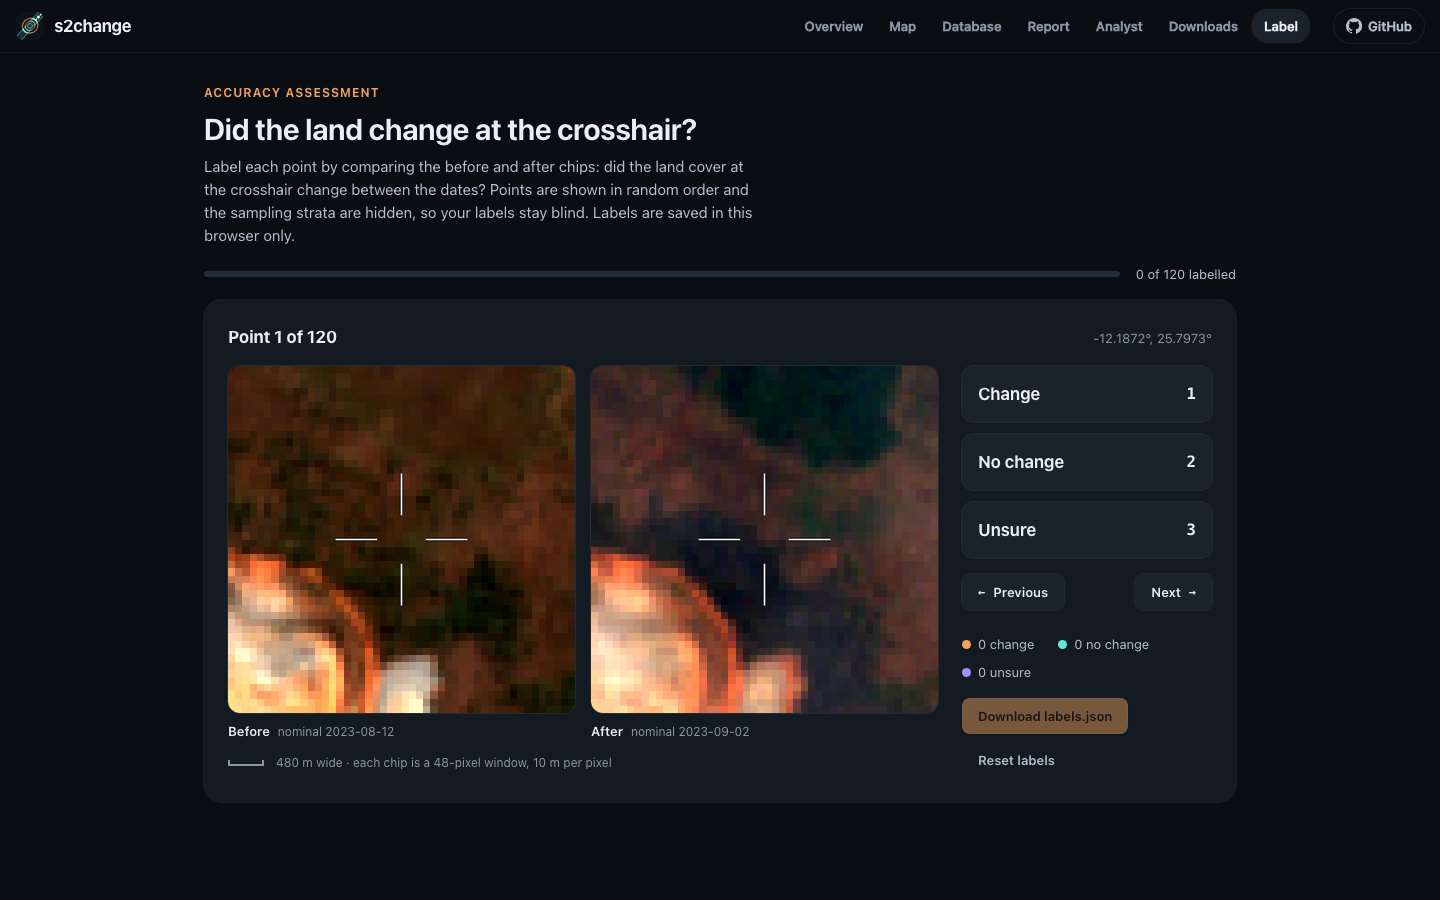 s2change
Overview Map Database Report Analyst Downloads Label GitHub
ACCURACY ASSESSMENT
Did the land change at the crosshair?
Label each point by comparing the before and after chips: did the land cover at
the crosshair change between the dates? Points are shown in random order and
the sampling strata are hidden, so your labels stay blind. Labels are saved in this
browser only.
0 of 120 labelled
Point 1 of 120
-12.1872°, 25.7973°
Change 1
No change 2
Unsure 3
← Previous Next →
0 change 0 no change
0 unsure
Download labels.json
Reset labels
Before nominal 2023-08-12
After nominal 2023-09-02
480 m wide · each chip is a 48-pixel window, 10 m per pixel